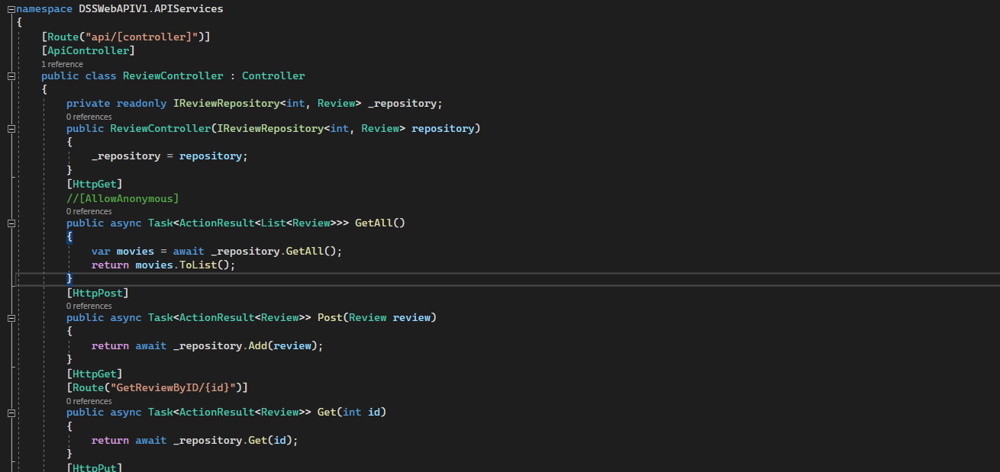 namespace DSSWebAPIV1.APIServices
{
[Route("api/[controller]")]
[ApiController]
1 reference
public class ReviewController : Controller
{
private readonly IReviewRepository<int, Review> _repository;
0 references
public ReviewController(IReviewRepository<int, Review> repository)
{
_repository = repository;
}
[HttpGet]
//[AllowAnonymous]
0 references
public async Task<ActionResult<List<Review>>> GetAll()
{
var movies = await _repository.GetAll();
return movies.ToList();
}
[HttpPost]
0 references
public async Task<ActionResult<Review>> Post(Review review)
{
return await _repository.Add(review);
}
[HttpGet]
[Route("GetReviewByID/{id}")]
0 references
public async Task<ActionResult<Review>> Get(int id)
{
return await _repository.Get(id);
}
[HttpPut]